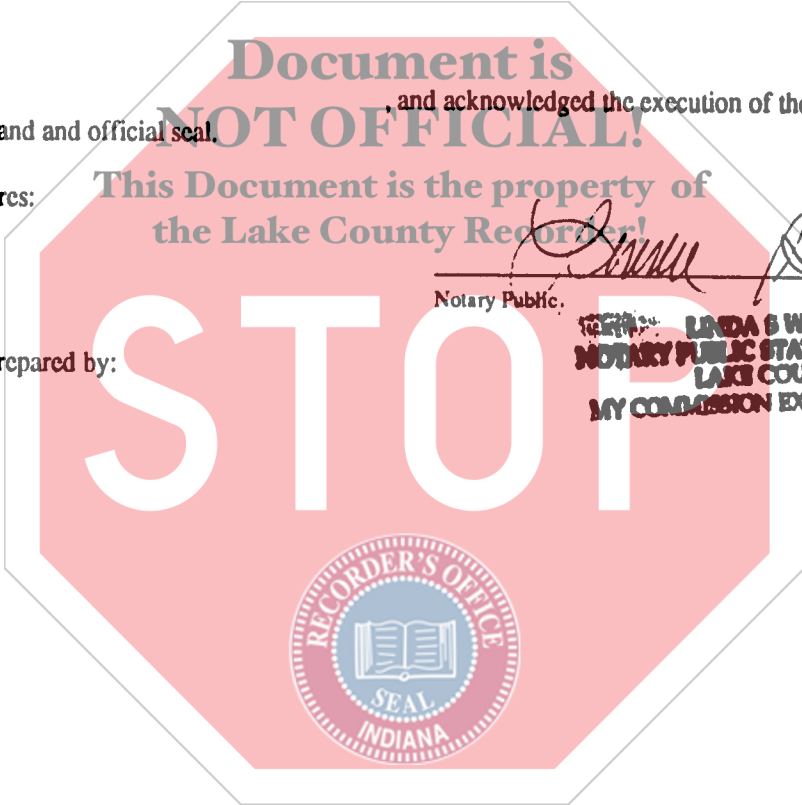 Document is
, and acknowledged the execution of the
and and official seal.
NOT OFFICIAL!
This Document is the property of
res:
the Lake County Recorder!
Notary Public.
LINDA S W
NOTARY PUBLIC STA
repared by:
LAKE COU
MY COMMISSION EX
STOP
RECORDER'S OFFICE
SEAL
INDIANA